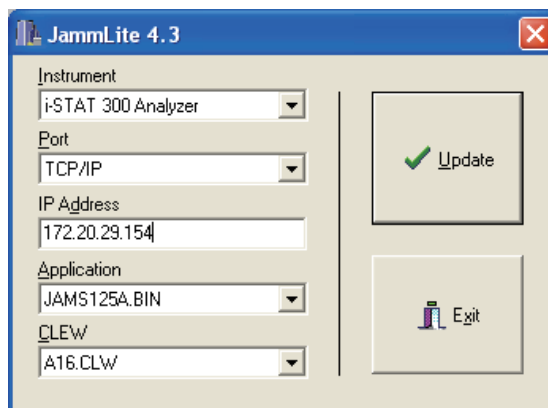 JammLite 4.3
Instrument
i-STAT 300 Analyzer
Port
TCP/IP
IP Address
172.20.29.154
Application
JAMS125A.BIN
CLEW
A16.CLW
Update
Exit